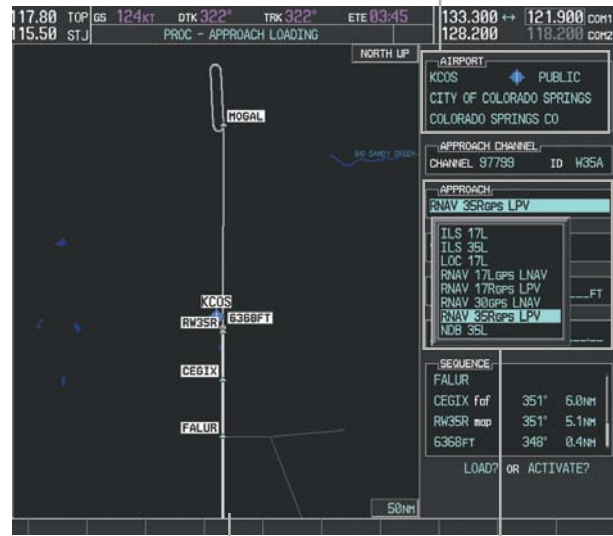 117.80 TOP GS 124KT DTK 322° TRK 322° ETE 03:45 133.300 ↔ 121.900 COM1
115.50 STJ PROC – APPROACH LOADING 128.200 118.200 COM2
NORTH UP
MOGAL
BIG SANDY CREEK
KCOS
RW35R 6368FT
CEGIX
FALUR
50NM
AIRPORT
KCOS PUBLIC
CITY OF COLORADO SPRINGS
COLORADO SPRINGS CO
APPROACH CHANNEL
CHANNEL 97799 ID W35A
APPROACH
RNAV 35RGPS LPV
ILS 17L
ILS 35L
LOC 17L
RNAV 17LGPS LNAV
RNAV 17RGPS LPV
RNAV 30GPS LNAV
RNAV 35RGPS LPV
NDB 35L
___FT
SEQUENCE
FALUR
CEGIX faf 351° 6.0NM
RW35R map 351° 5.1NM
6368FT 348° 0.4NM
LOAD? OR ACTIVATE?